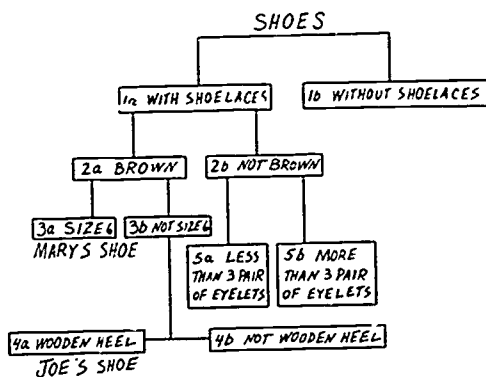 SHOES
1a WITH SHOELACES
1b WITHOUT SHOELACES
2a BROWN
2b NOT BROWN
3a SIZE 6
3b NOT SIZE 6
MARY'S SHOE
5a LESS
THAN 3 PAIR
OF EYELETS
5b MORE
THAN 3 PAIR
OF EYELETS
4a WOODEN HEEL
4b NOT WOODEN HEEL
JOE'S SHOE